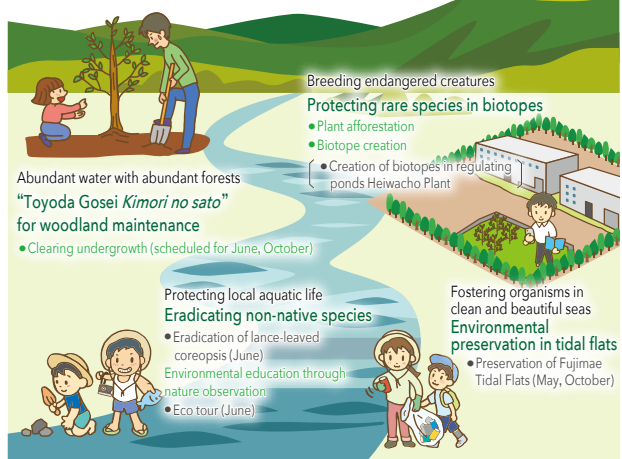 Breeding endangered creatures
Protecting rare species in biotopes
●Plant afforestation
●Biotope creation
●Creation of biotopes in regulating
ponds Heiwacho Plant
Abundant water with abundant forests
“Toyoda Gosei Kimori no sato”
for woodland maintenance
●Clearing undergrowth (scheduled for June, October)
Protecting local aquatic life
Eradicating non-native species
●Eradication of lance-leaved
coreopsis (June)
Environmental education through
nature observation
●Eco tour (June)
Fostering organisms in
clean and beautiful seas
Environmental
preservation in tidal flats
●Preservation of Fujimae
Tidal Flats (May, October)